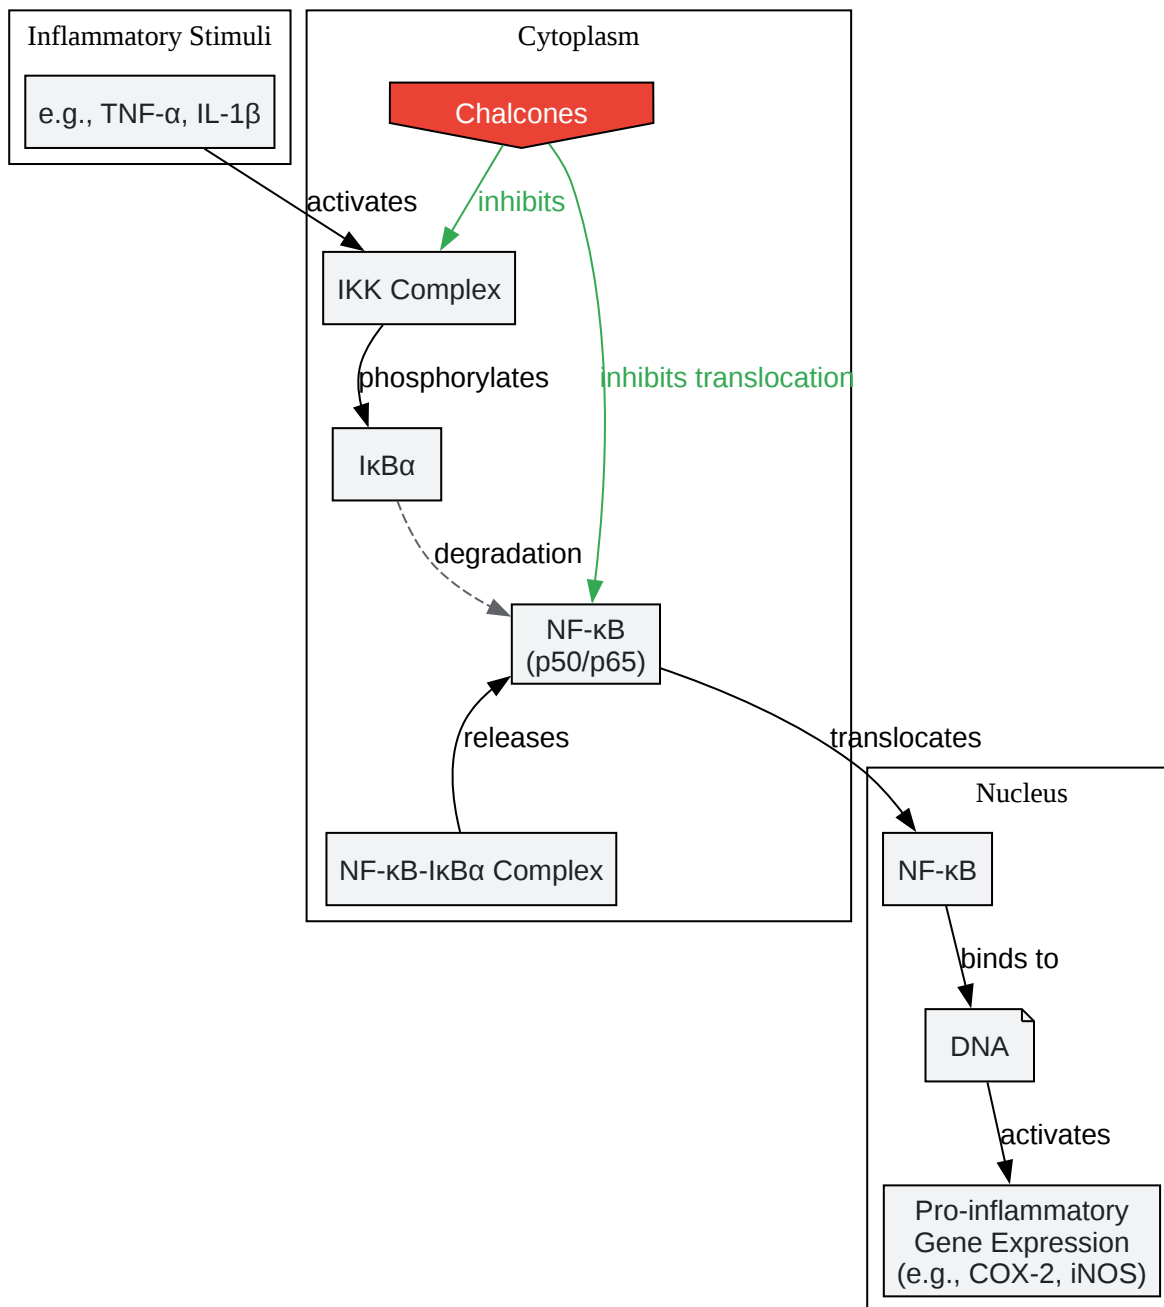 Inflammatory Stimuli
e.g., TNF-α, IL-1β
Cytoplasm
Chalcones
activates
inhibits
IKK Complex
phosphorylates
inhibits translocation
IκBα
degradation
NF-κB
(p50/p65)
releases
translocates
NF-κB-IκBα Complex
Nucleus
NF-κB
binds to
DNA
activates
Pro-inflammatory
Gene Expression
(e.g., COX-2, iNOS)